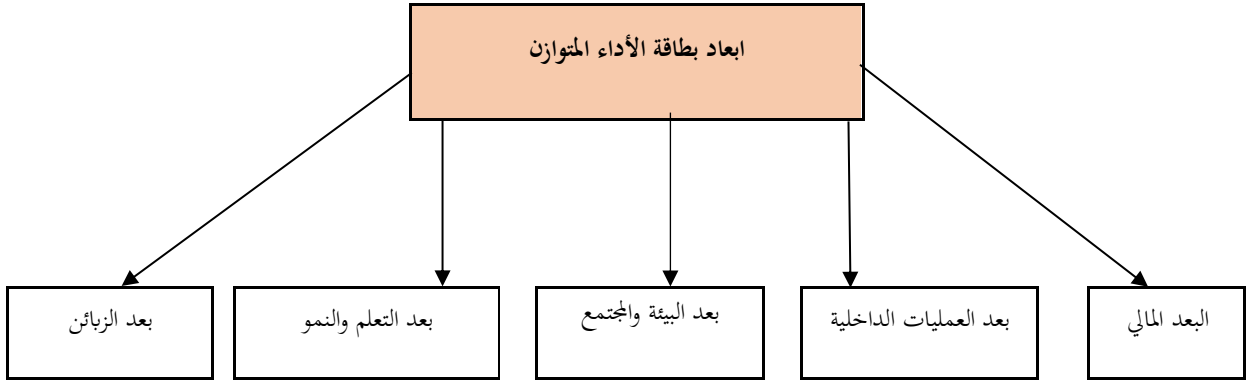 ابعاد بطاقة الأداء المتوازن
البعد المالي
بعد العمليات الداخلية
بعد البيئة والمجتمع
بعد التعلم والنمو
بعد الزبائن